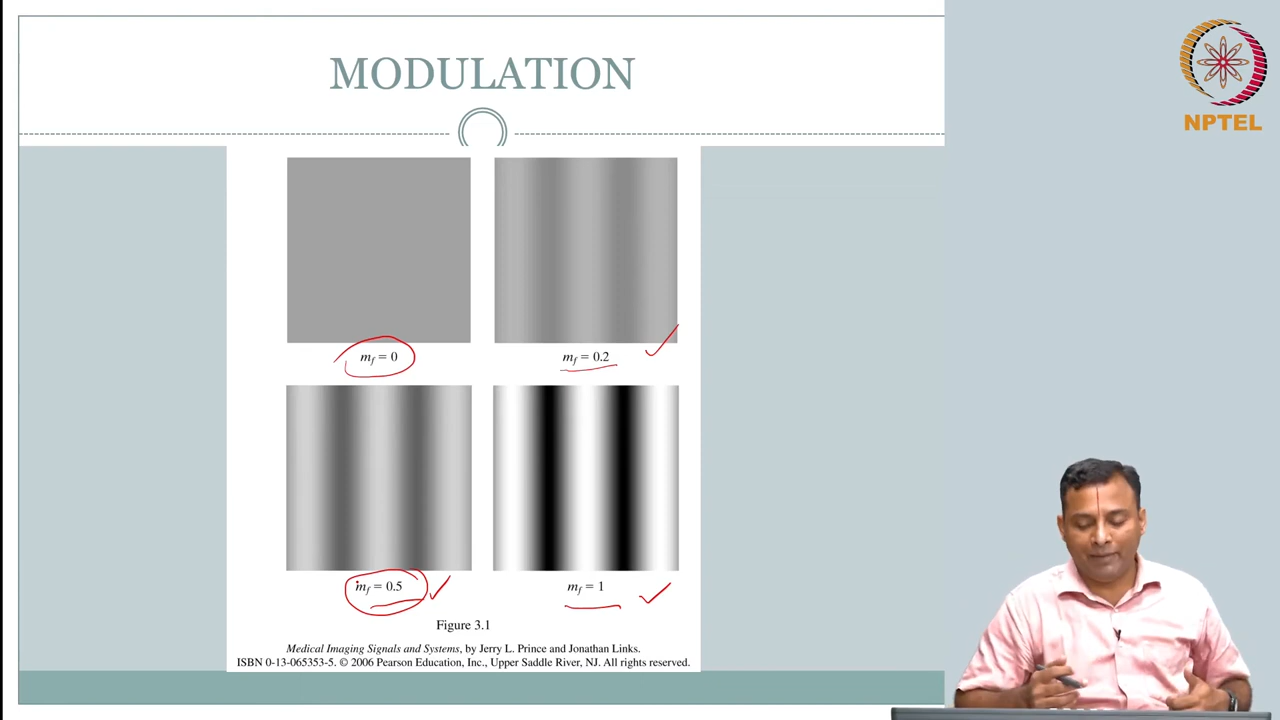 MODULATION
NPTEL
m_f = 0
m_f = 0.2
m_f = 0.5
m_f = 1
Figure 3.1
Medical Imaging Signals and Systems, by Jerry L. Prince and Jonathan Links.
ISBN 0-13-065353-5. © 2006 Pearson Education, Inc., Upper Saddle River, NJ. All rights reserved.